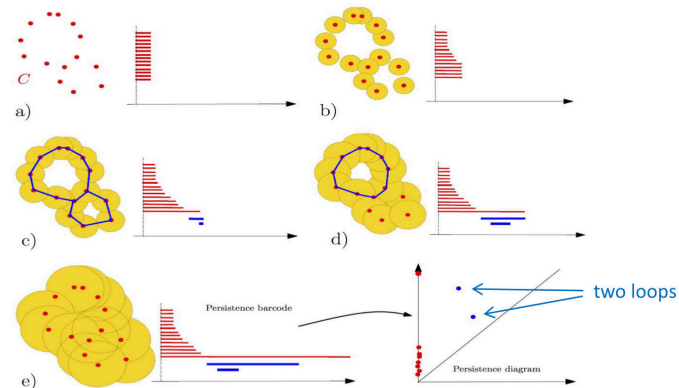 C
a)
b)
c)
d)
two loops
Persistence barcode
e)
Persistence diagram